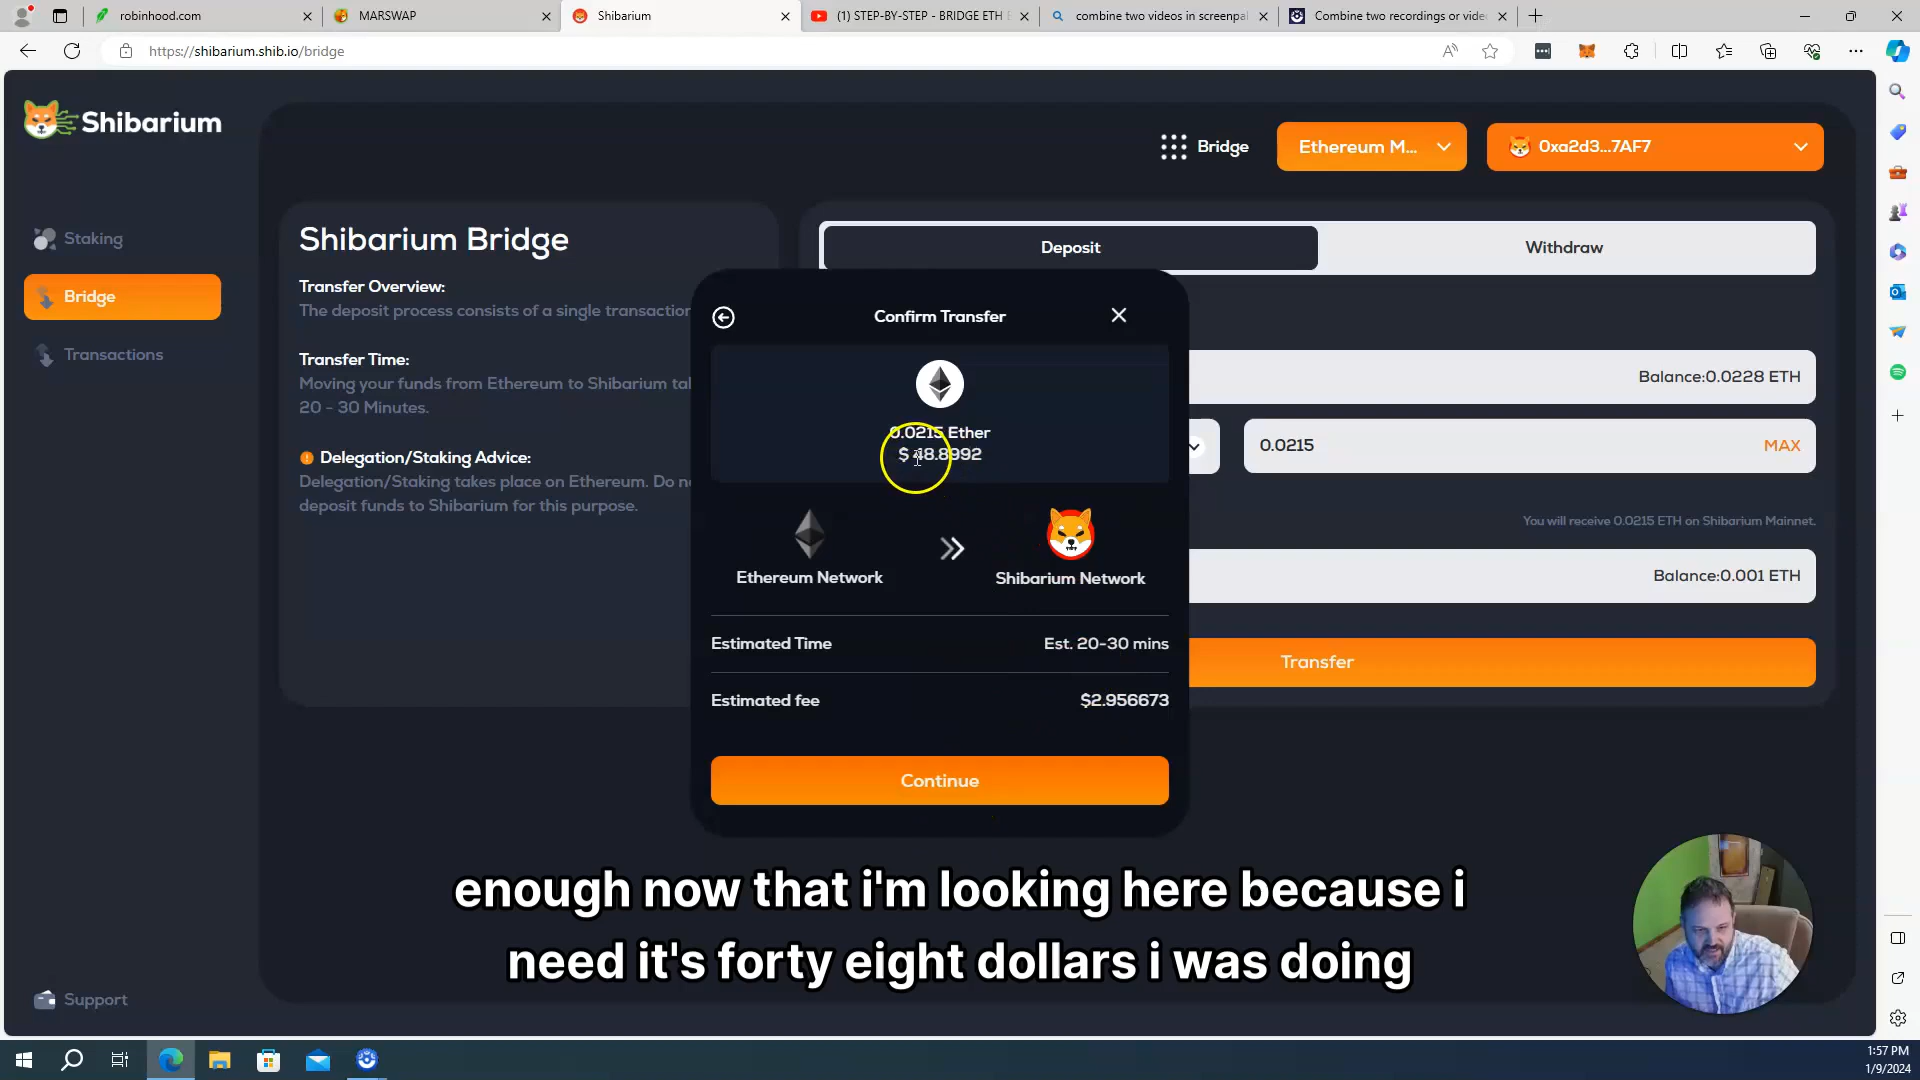 robinhood.com
MARSWAP
Shibarium
(1) STEP-BY-STEP - BRIDGE ETH
combine two videos in screenpal
Combine two recordings or vide
https://shibarium.shib.io/bridge
Shibarium
Bridge
Ethereum M...
0xa2d3...7AF7
Staking
Bridge
Transactions
Support
Shibarium Bridge
Transfer Overview:
The deposit process consists of a single transaction
Transfer Time:
Moving your funds from Ethereum to Shibarium
20 - 30 Minutes.
Delegation/Staking Advice:
Delegation/Staking takes place on Ethereum. Do
deposit funds to Shibarium for this purpose.
Deposit
Withdraw
Balance:0.0228 ETH
0.0215
MAX
You will receive 0.0215 ETH on Shibarium Mainnet.
Balance:0.001 ETH
Transfer
Confirm Transfer
0.0215 Ether
$ 48.8992
Ethereum Network
Shibarium Network
Estimated Time
Est. 20-30 mins
Estimated fee
$2.956673
Continue
enough now that i'm looking here because i
need it's forty eight dollars i was doing
1:57 PM
1/9/2024